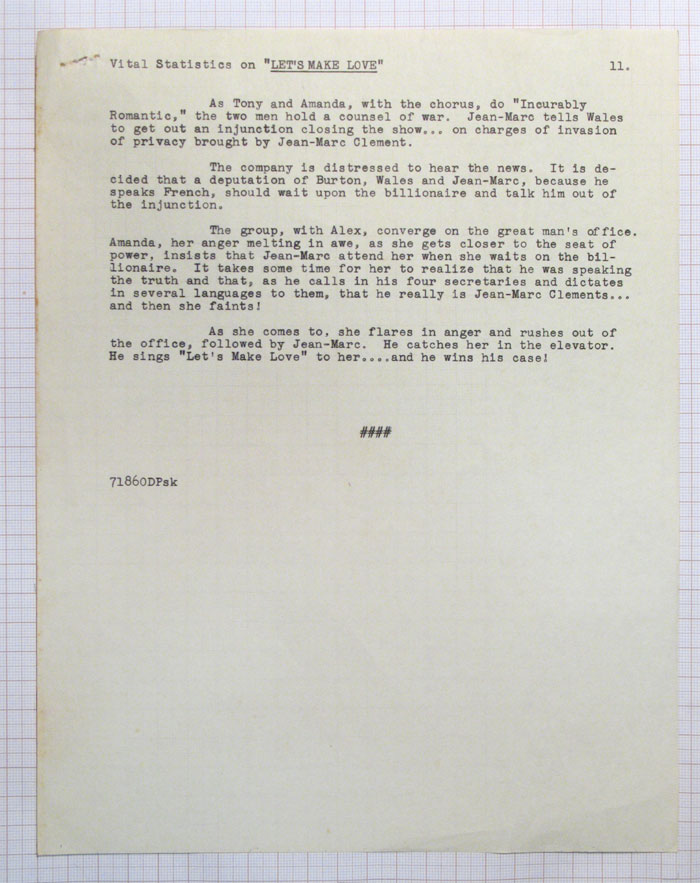 Vital Statistics on "LET'S MAKE LOVE" 11.
As Tony and Amanda, with the chorus, do "Incurably
Romantic," the two men hold a counsel of war. Jean-Marc tells Wales
to get out an injunction closing the show... on charges of invasion
of privacy brought by Jean-Marc Clement.
The company is distressed to hear the news. It is de-
cided that a deputation of Burton, Wales and Jean-Marc, because he
speaks French, should wait upon the billionaire and talk him out of
the injunction.
The group, with Alex, converge on the great man's office.
Amanda, her anger melting in awe, as she gets closer to the seat of
power, insists that Jean-Marc attend her when she waits on the bil-
lionaire. It takes some time for her to realize that he was speaking
the truth and that, as he calls in his four secretaries and dictates
in several languages to them, that he really is Jean-Marc Clements...
and then she faints!
As she comes to, she flares in anger and rushes out of
the office, followed by Jean-Marc. He catches her in the elevator.
He sings "Let's Make Love" to her....and he wins his case!
####
71860DPsk